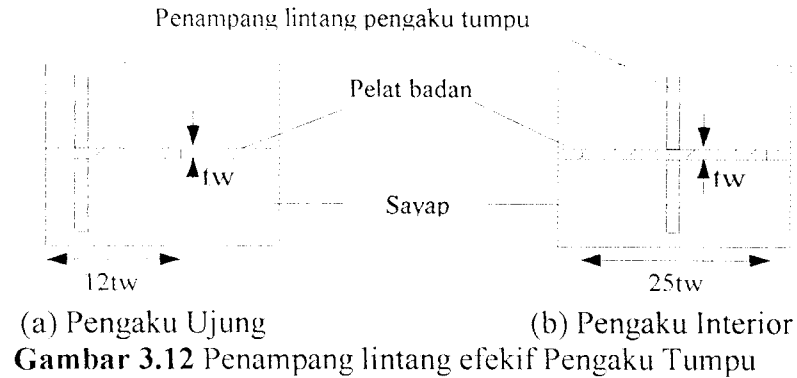 Penampang lintang pengaku tumpu
Pelat badan
tw
tw
Sayap
12tw
25tw
(a) Pengaku Ujung
(b) Pengaku Interior
Gambar 3.12 Penampang lintang efekif Pengaku Tumpu